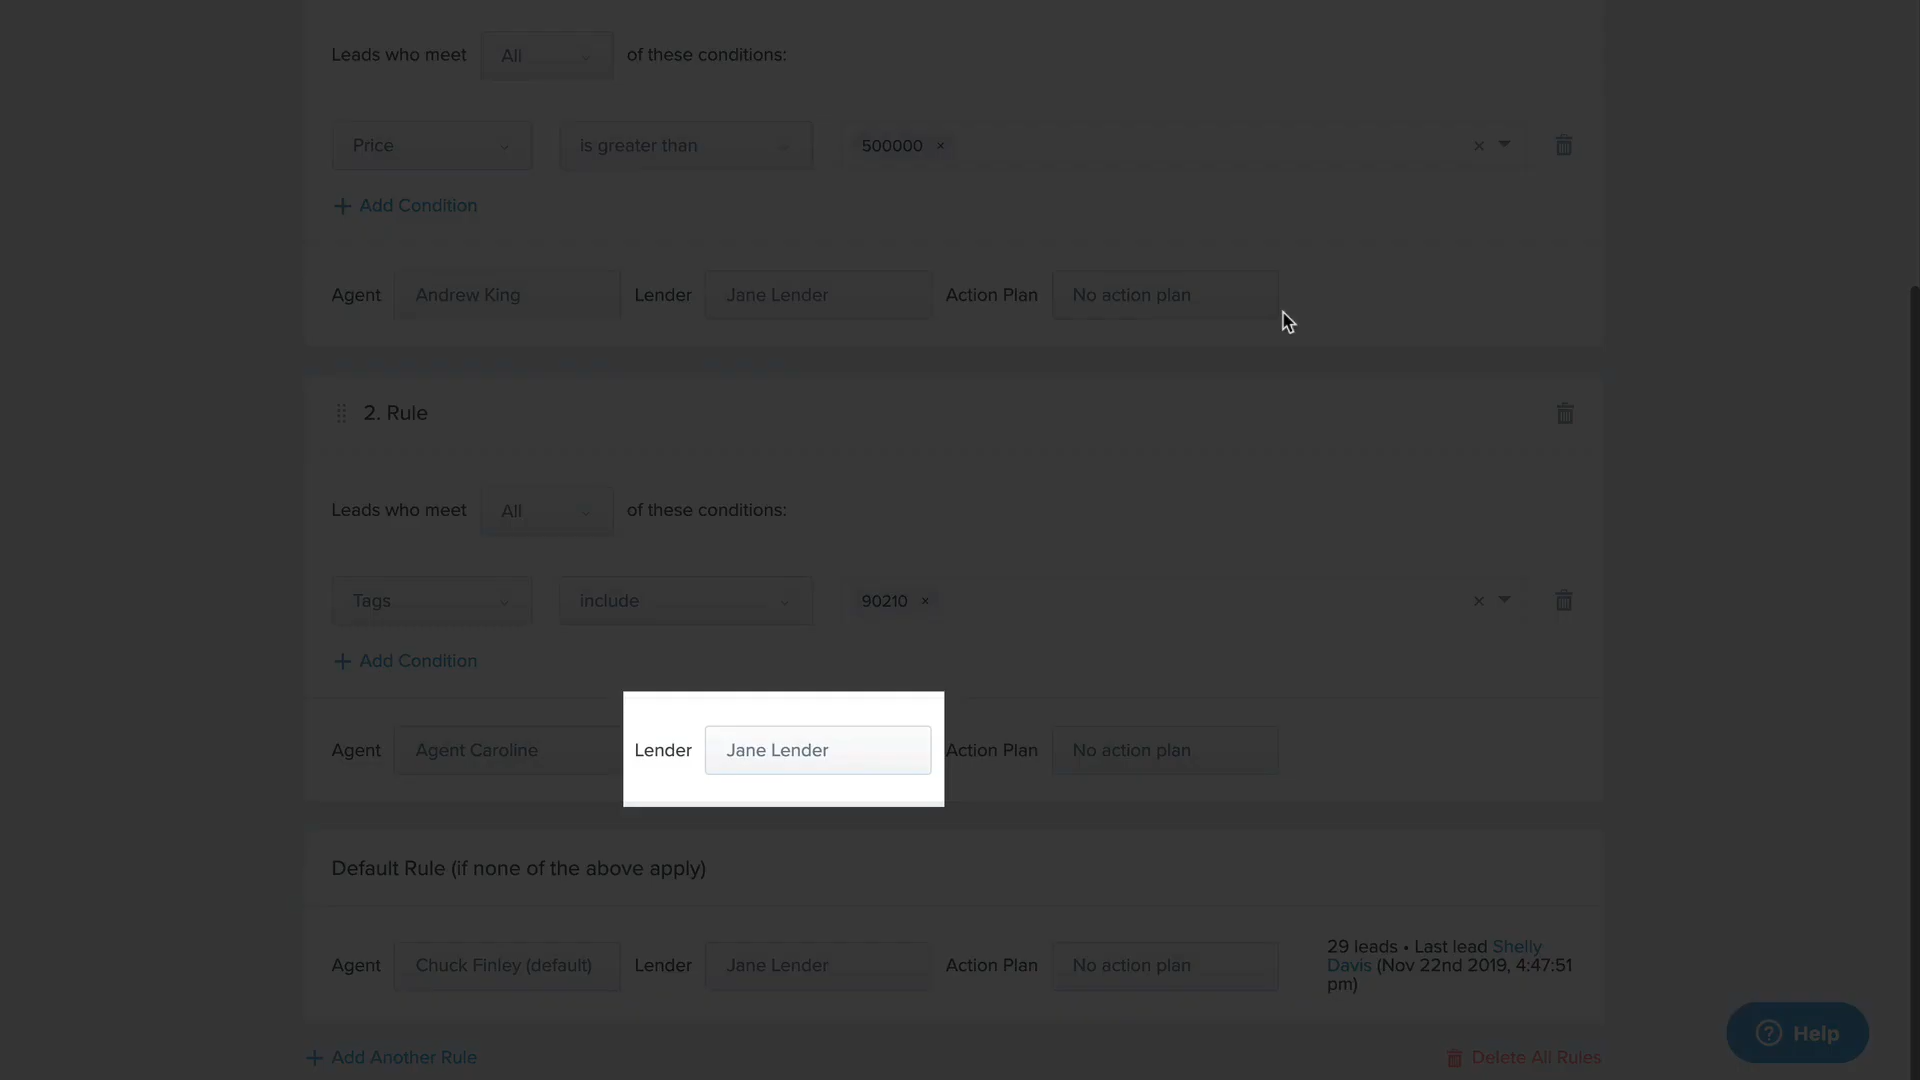 Leads who meet All of these conditions:
Price is greater than 500000 × ×
+ Add Condition
Agent Andrew King Lender Jane Lender Action Plan No action plan
2. Rule
Leads who meet All of these conditions:
Tags include 90210 × ×
+ Add Condition
Agent Agent Caroline Lender Jane Lender Action Plan No action plan
Default Rule (if none of the above apply)
Agent Chuck Finley (default) Lender Jane Lender Action Plan No action plan
29 leads • Last lead Shelly
Davis (Nov 22nd 2019, 4:47:51
pm)
? Help
+ Add Another Rule
Delete All Rules